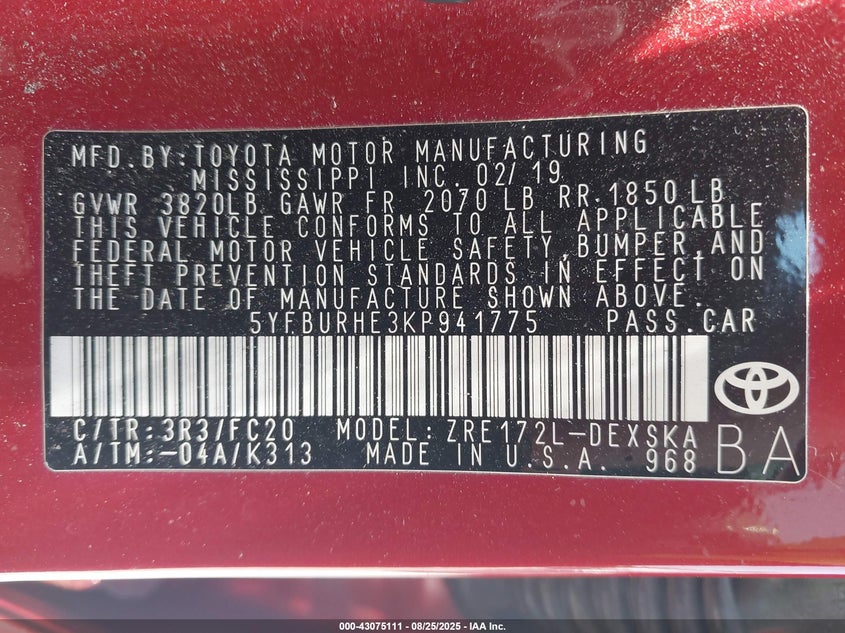 MFD.BY:TOYOTA MOTOR MANUFACTURING
MISSISSIPPI INC. 02/19
GVWR 3820LB GAWR FR 2070 LB RR 1850 LB
THIS VEHICLE CONFORMS TO ALL APPLICABLE
FEDERAL MOTOR VEHICLE SAFETY,BUMPER,AND
THEFT PREVENTION STANDARDS IN EFFECT ON
THE DATE OF MANUFACTURE SHOWN ABOVE.
5YFBURHE3KP941775 PASS.CAR
C/TR:3R3/FC20 MODEL: ZRE172L-DEXSKA
A/TM:-04A/K313 MADE IN U.S.A. 968 BA
000-43075111 - 08/25/2025 - IAA Inc.